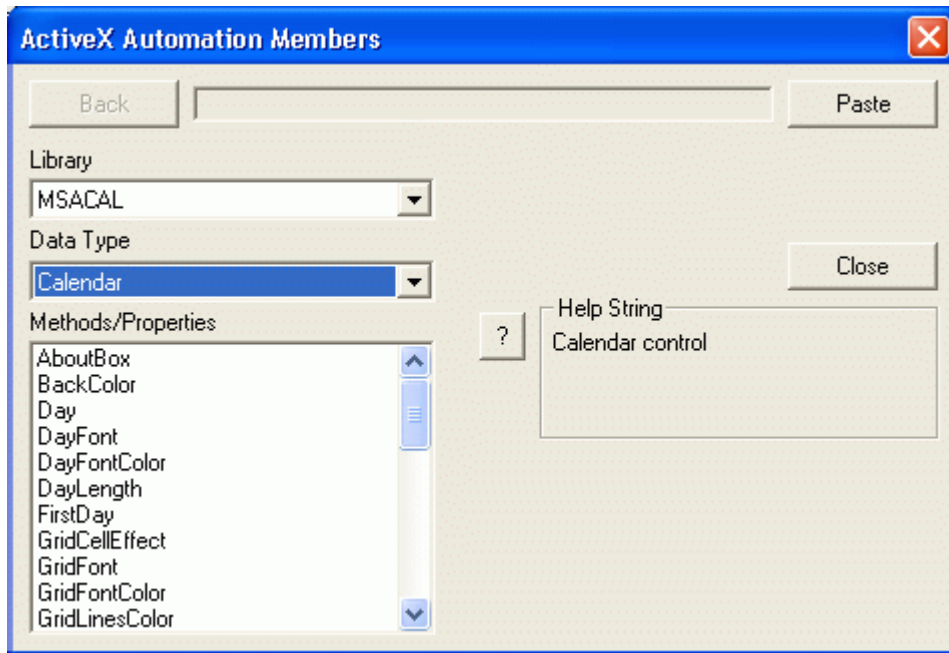 ActiveX Automation Members
Back
Paste
Library
MSACAL
Data Type
Calendar
Close
Methods/Properties
AboutBox
BackColor
Day
DayFont
DayFontColor
DayLength
FirstDay
GridCellEffect
GridFont
GridFontColor
GridLinesColor
?
Help String
Calendar control